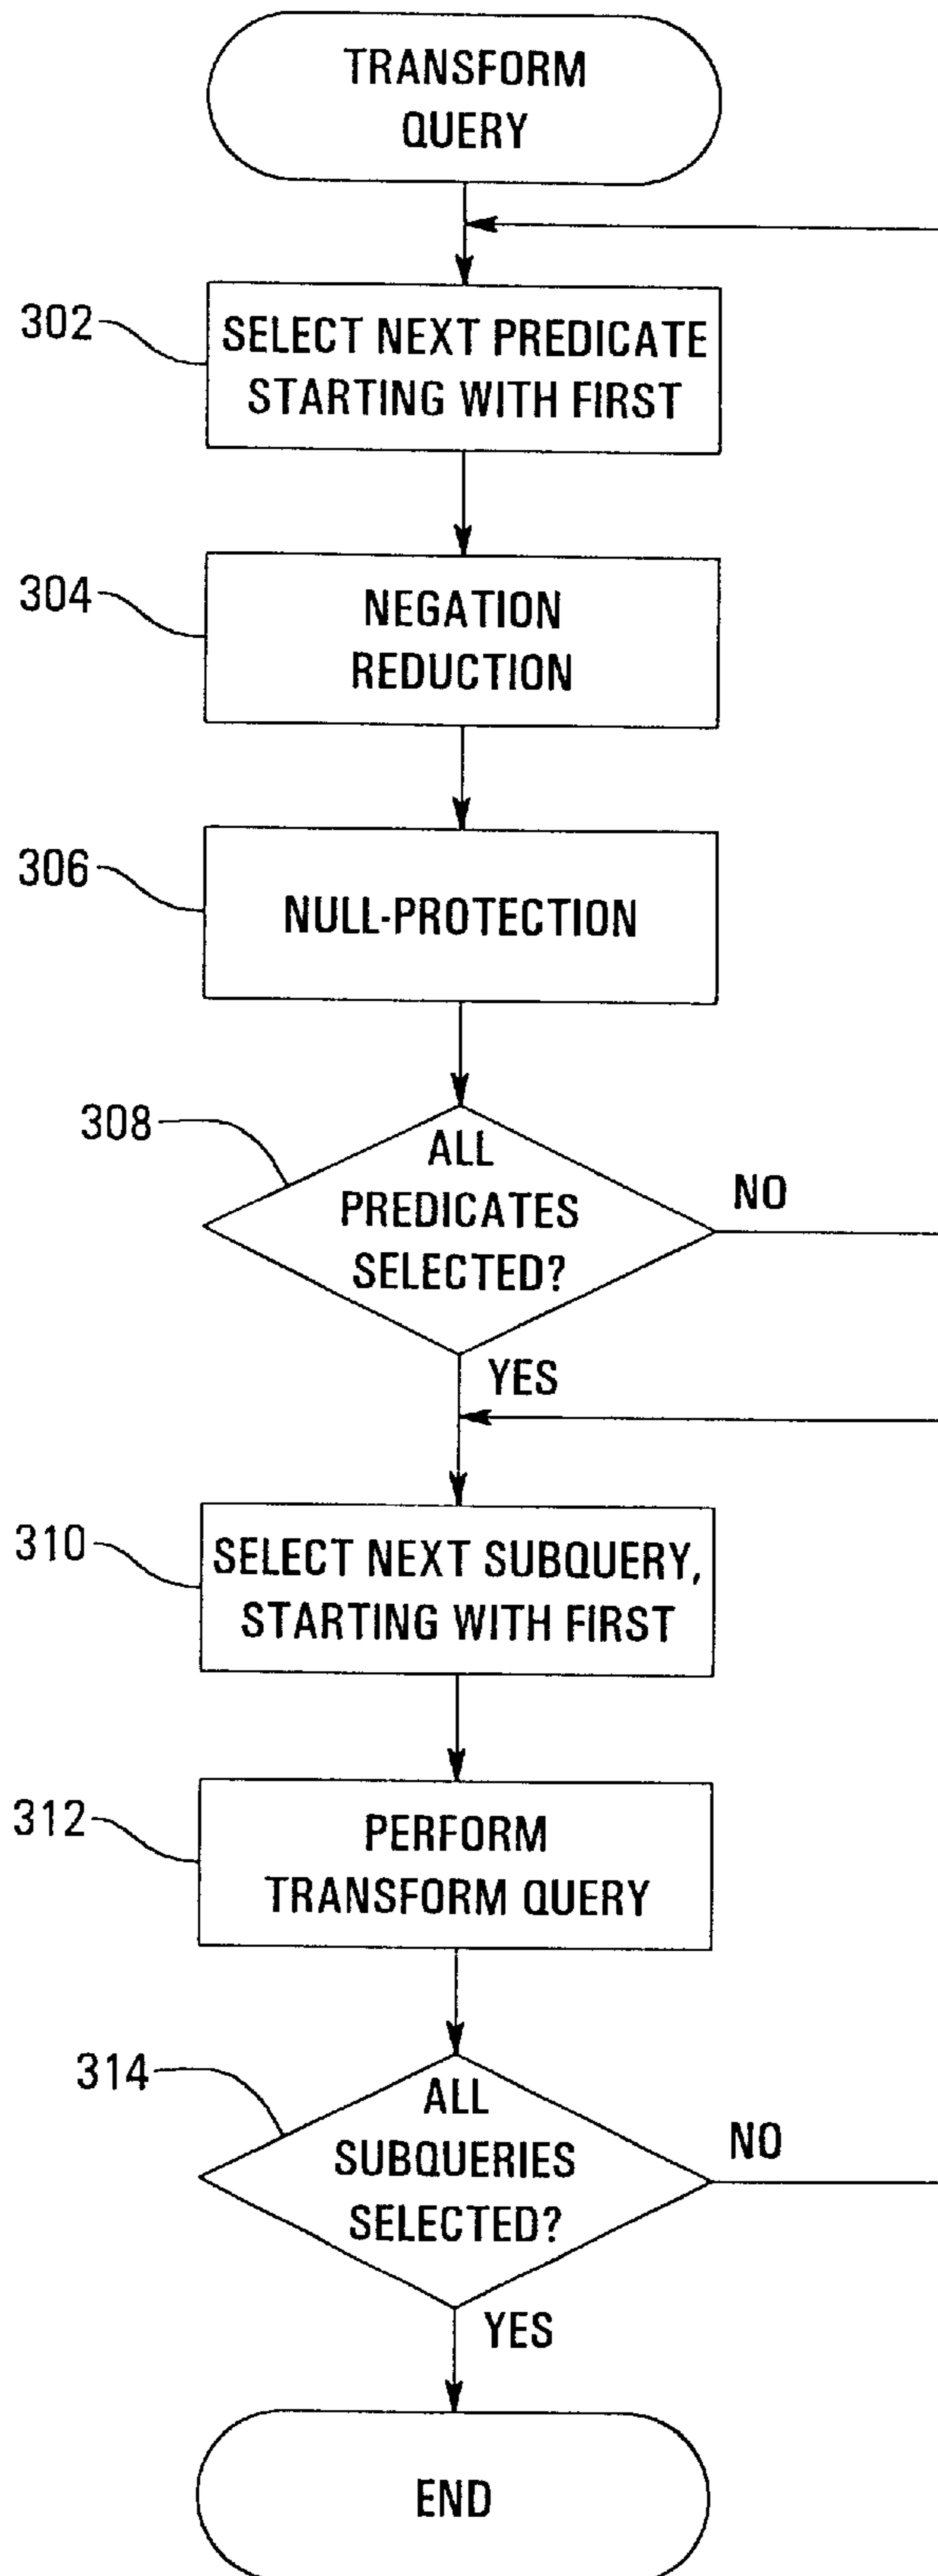 TRANSFORM
QUERY
302
SELECT NEXT PREDICATE
STARTING WITH FIRST
304
NEGATION
REDUCTION
306
NULL-PROTECTION
308
ALL
PREDICATES
SELECTED?
NO
YES
310
SELECT NEXT SUBQUERY,
STARTING WITH FIRST
312
PERFORM
TRANSFORM QUERY
314
ALL
SUBQUERIES
SELECTED?
NO
YES
END